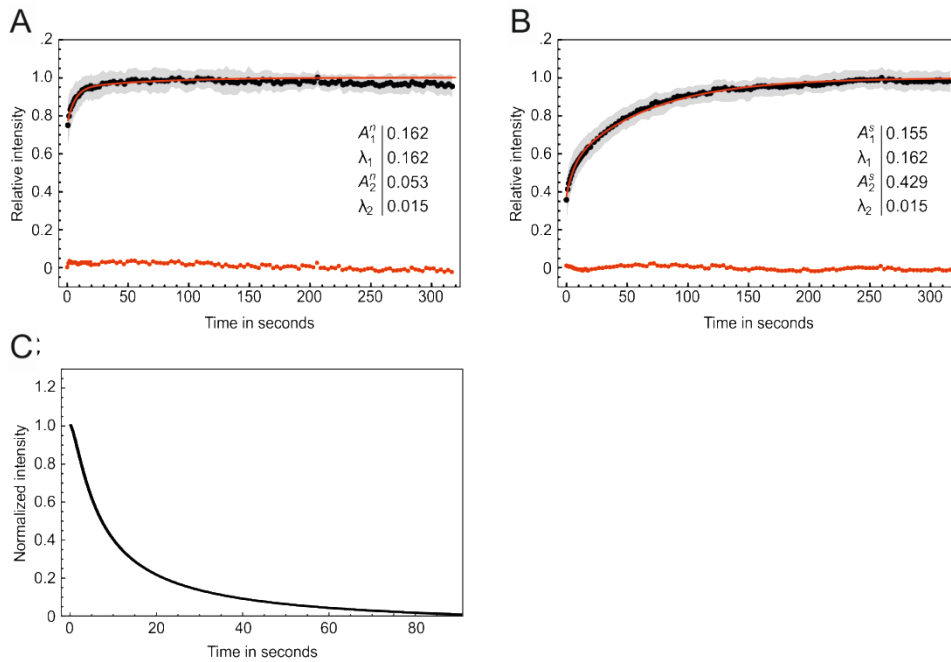 A
.2
1.0
0.8
0.6
0.4
0.2
0
Relative intensity
A₁ⁿ 0.162
λ₁ 0.162
A₂ⁿ 0.053
λ₂ 0.015
0 50 100 150 200 250 300
Time in seconds
B
.2
1.0
0.8
0.6
0.4
0.2
0
Relative intensity
A₁ˢ 0.155
λ₁ 0.162
A₂ˢ 0.429
λ₂ 0.015
0 50 100 150 200 250 300
Time in seconds
C:
1.2
1.0
0.8
0.6
0.4
0.2
0
Normalized intensity
0 20 40 60 80
Time in seconds